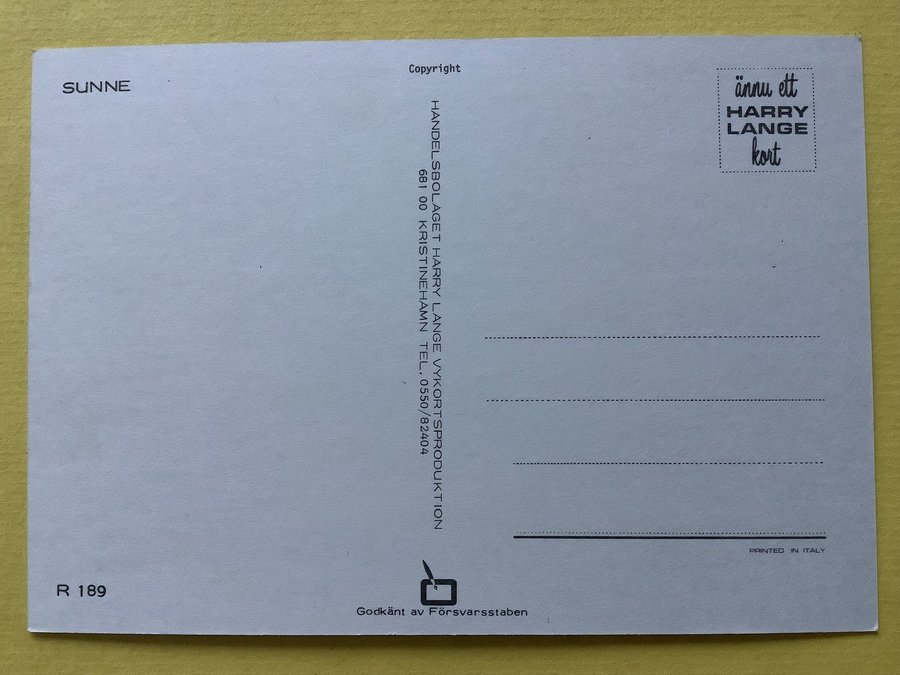 SUNNE
Copyright
HANDELSBOLAGET HARRY LANGE VYKORTSPRODUKTION
681 00 KRISTINEHAMN TEL. 0550/82404
ännu ett
HARRY
LANGE
kort
PRINTED IN ITALY
R 189
Godkänt av Försvarsstaben